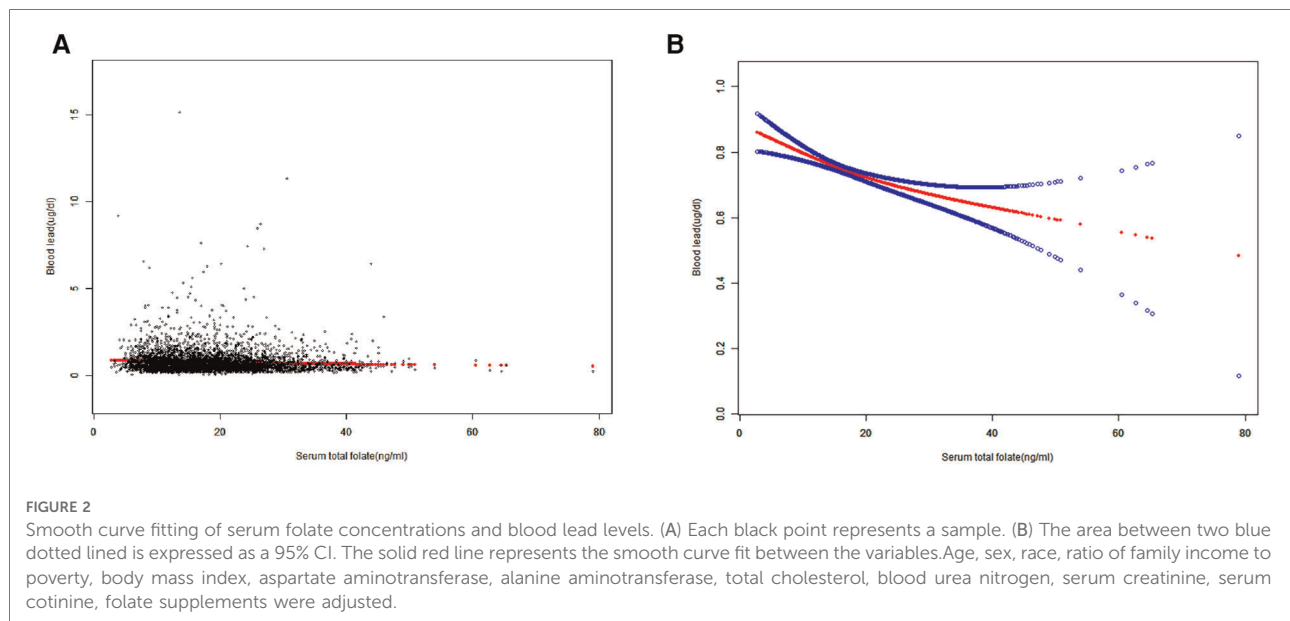 A
B
Blood lead(ug/dl)
15
10
5
0
0
20
40
60
80
Serum total folate(ng/ml)
Blood lead(ug/dl)
1.0
0.8
0.6
0.4
0.2
0.0
0
20
40
60
80
Serum total folate(ng/ml)
FIGURE 2
Smooth curve fitting of serum folate concentrations and blood lead levels. (A) Each black point represents a sample. (B) The area between two blue
dotted lined is expressed as a 95% CI. The solid red line represents the smooth curve fit between the variables.Age, sex, race, ratio of family income to
poverty, body mass index, aspartate aminotransferase, alanine aminotransferase, total cholesterol, blood urea nitrogen, serum creatinine, serum
cotinine, folate supplements were adjusted.